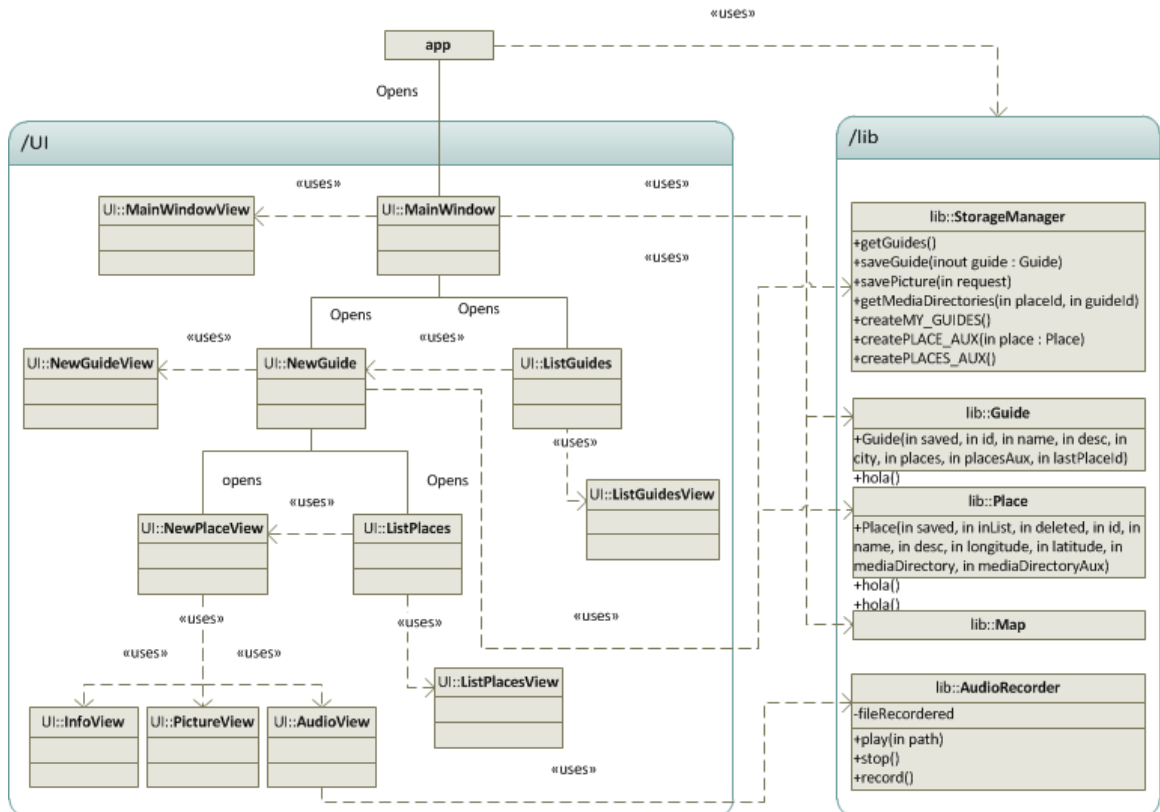 «uses»
app
Opens
/UI
/lib
«uses»
«uses»
UI::MainWindowView
UI::MainWindow
lib::StorageManager
+getGuides()
+saveGuide(inout guide : Guide)
+savePicture(in request)
+getMediaDirectories(in placeId, in guideId)
+createMY_GUIDES()
+createPLACE_AUX(in place : Place)
+createPLACES_AUX()
«uses»
Opens
Opens
«uses»
«uses»
UI::NewGuideView
UI::NewGuide
UI::ListGuides
lib::Guide
+Guide(in saved, in id, in name, in desc, in
city, in places, in placesAux, in lastPlaceId)
+hola()
«uses»
opens
Opens
«uses»
UI::ListGuidesView
lib::Place
+Place(in saved, in inList, in deleted, in id, in
name, in desc, in longitude, in latitude, in
mediaDirectory, in mediaDirectoryAux)
+hola()
+hola()
UI::NewPlaceView
UI::ListPlaces
«uses»
«uses»
«uses»
lib::Map
«uses»
«uses»
UI::ListPlacesView
lib::AudioRecorder
-fileRecordered
+play(in path)
+stop()
+record()
UI::InfoView
UI::PictureView
UI::AudioView
«uses»